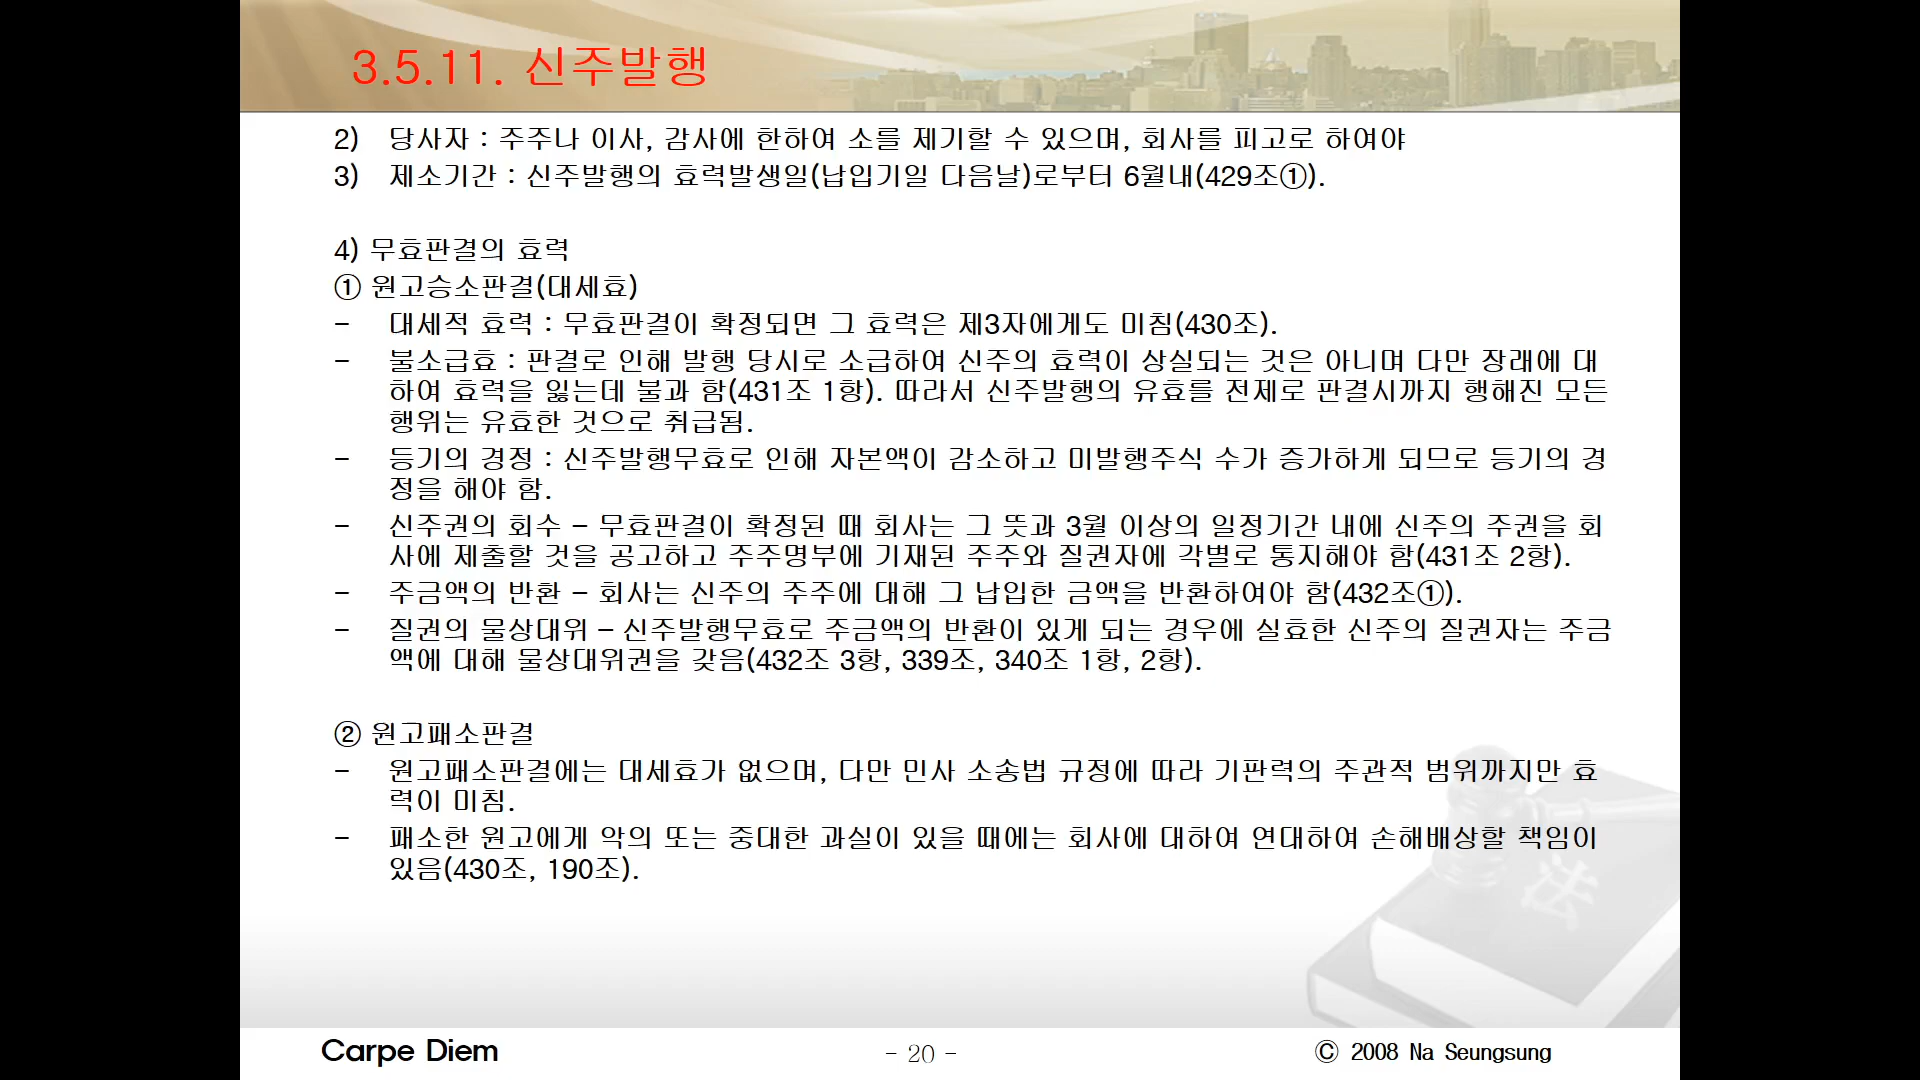 3.5.11. 신주발행
2) 당사자 : 주주나 이사, 감사에 한하여 소를 제기할 수 있으며, 회사를 피고로 하여야
3) 제소기간 : 신주발행의 효력발생일(납입기일 다음날)로부터 6월내(429조①).
4) 무효판결의 효력
① 원고승소판결(대세효)
- 대세적 효력 : 무효판결이 확정되면 그 효력은 제3자에게도 미침(430조).
- 불소급효 : 판결로 인해 발행 당시로 소급하여 신주의 효력이 상실되는 것은 아니며 다만 장래에 대
하여 효력을 잃는데 불과 함(431조 1항). 따라서 신주발행의 유효를 전제로 판결시까지 행해진 모든
행위는 유효한 것으로 취급됨.
- 등기의 경정 : 신주발행무효로 인해 자본액이 감소하고 미발행주식 수가 증가하게 되므로 등기의 경
정을 해야 함.
- 신주권의 회수 – 무효판결이 확정된 때 회사는 그 뜻과 3월 이상의 일정기간 내에 신주의 주권을 회
사에 제출할 것을 공고하고 주주명부에 기재된 주주와 질권자에 각별로 통지해야 함(431조 2항).
- 주금액의 반환 – 회사는 신주의 주주에 대해 그 납입한 금액을 반환하여야 함(432조①).
- 질권의 물상대위 – 신주발행무효로 주금액의 반환이 있게 되는 경우에 실효한 신주의 질권자는 주금
액에 대해 물상대위권을 갖음(432조 3항, 339조, 340조 1항, 2항).
② 원고패소판결
- 원고패소판결에는 대세효가 없으며, 다만 민사 소송법 규정에 따라 기판력의 주관적 범위까지만 효
력이 미침.
- 패소한 원고에게 악의 또는 중대한 과실이 있을 때에는 회사에 대하여 연대하여 손해배상할 책임이
있음(430조, 190조).
法
Carpe Diem
- 20 -
Ⓒ 2008 Na Seungsung